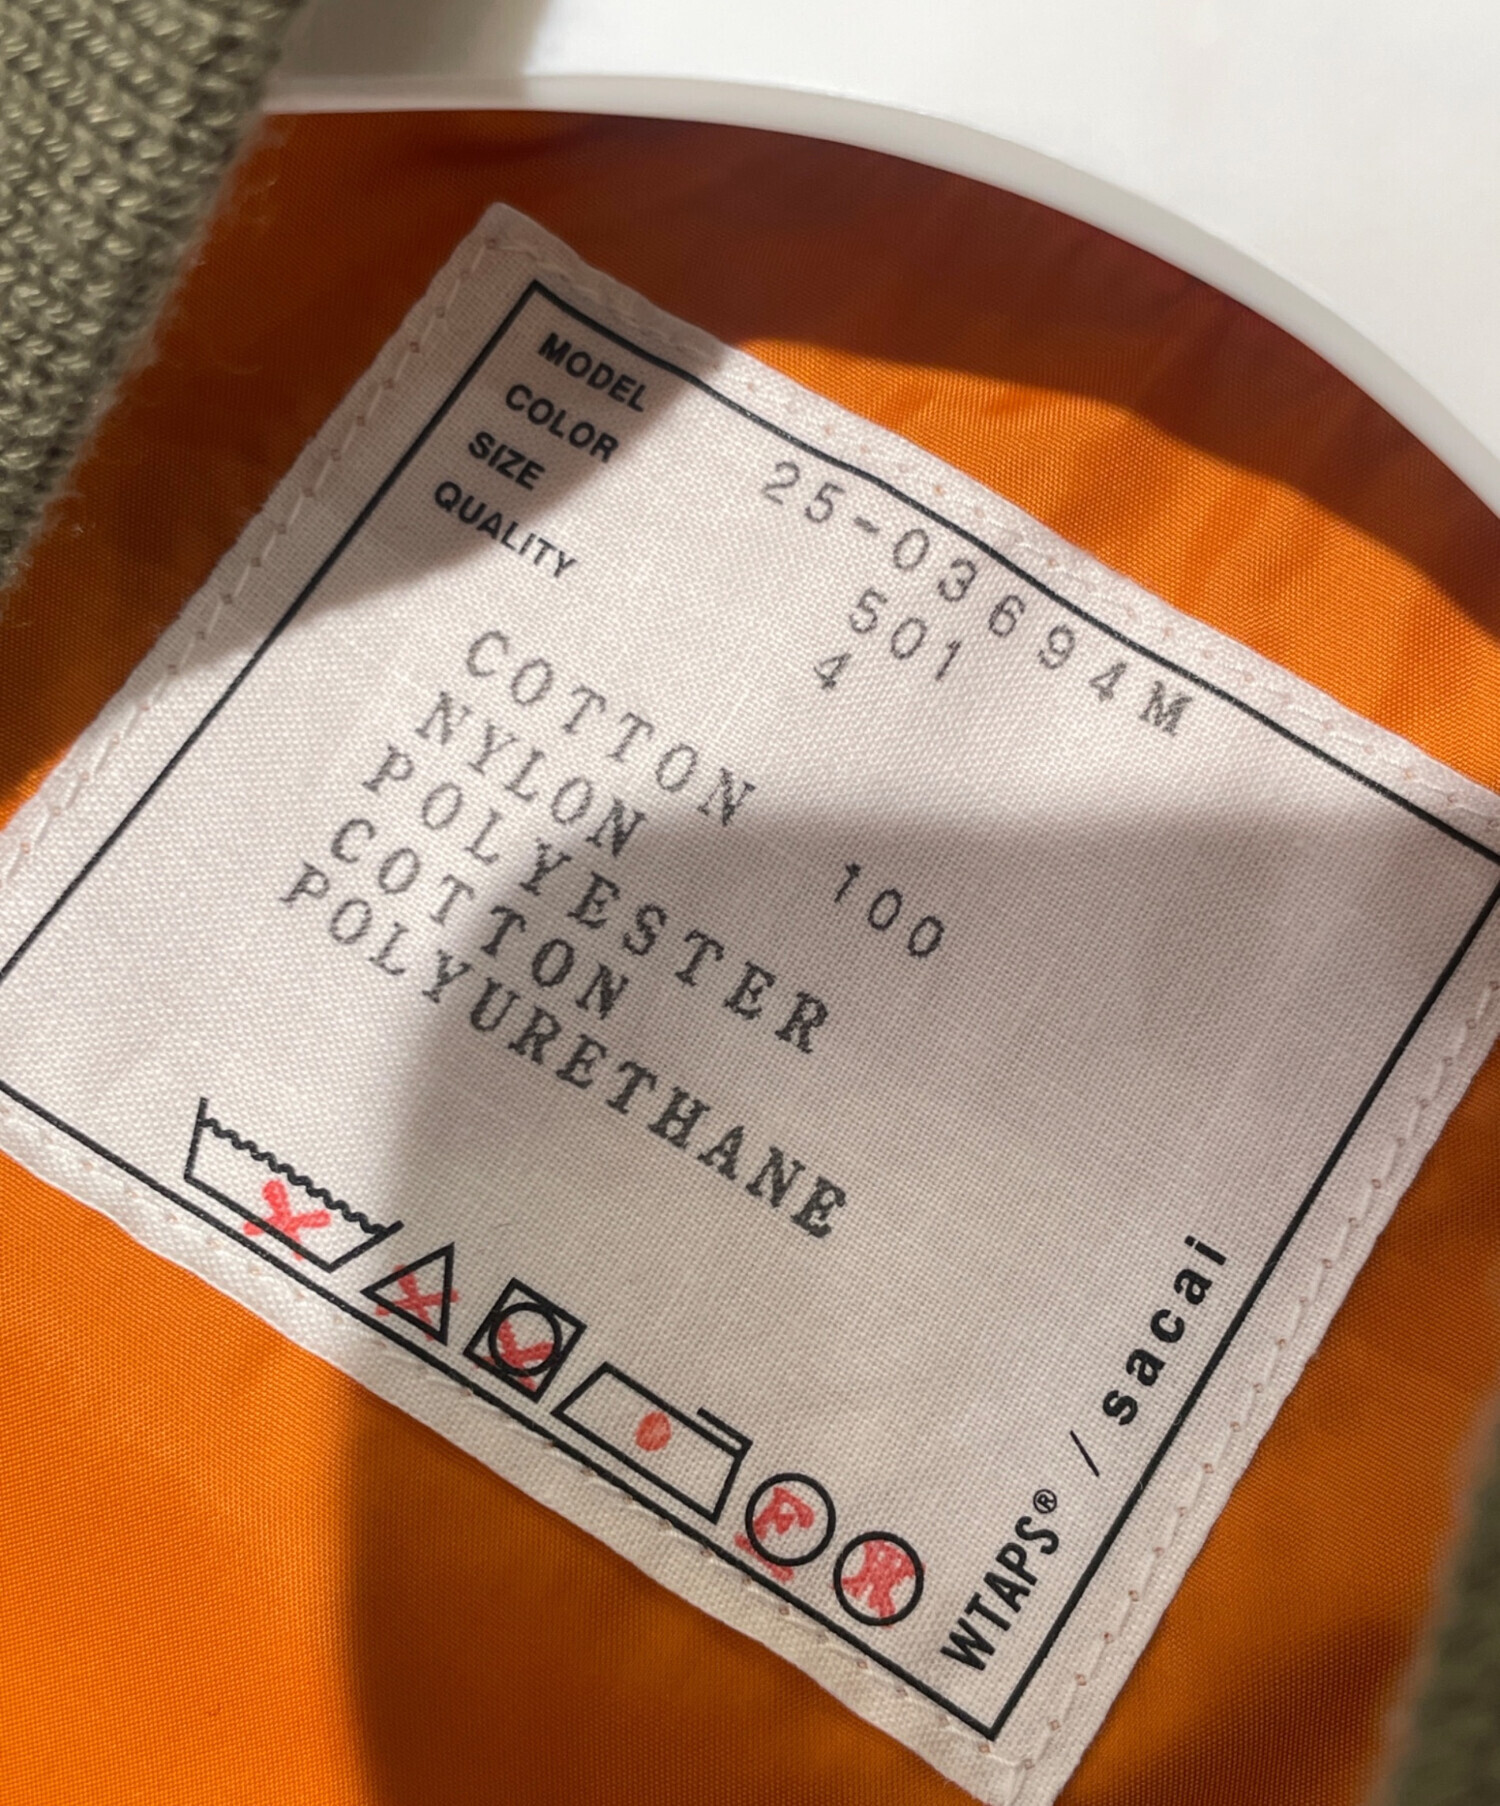 MODEL 25-03694M
COLOR 501
SIZE 4
QUALITY
COTTON 100
NYLON
POLYESTER
COTTON
POLYURETHANE
F
WTAPS® / sacai